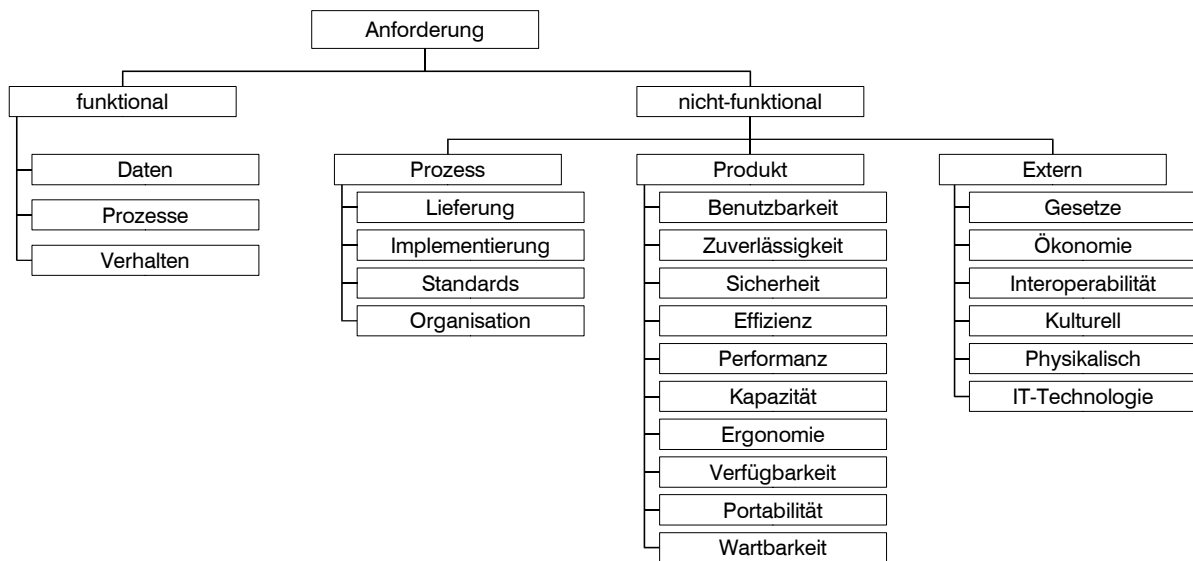 Anforderung
funktional
nicht-funktional
Daten
Prozesse
Verhalten
Prozess
Lieferung
Implementierung
Standards
Organisation
Produkt
Benutzbarkeit
Zuverlässigkeit
Sicherheit
Effizienz
Performanz
Kapazität
Ergonomie
Verfügbarkeit
Portabilität
Wartbarkeit
Extern
Gesetze
Ökonomie
Interoperabilität
Kulturell
Physikalisch
IT-Technologie